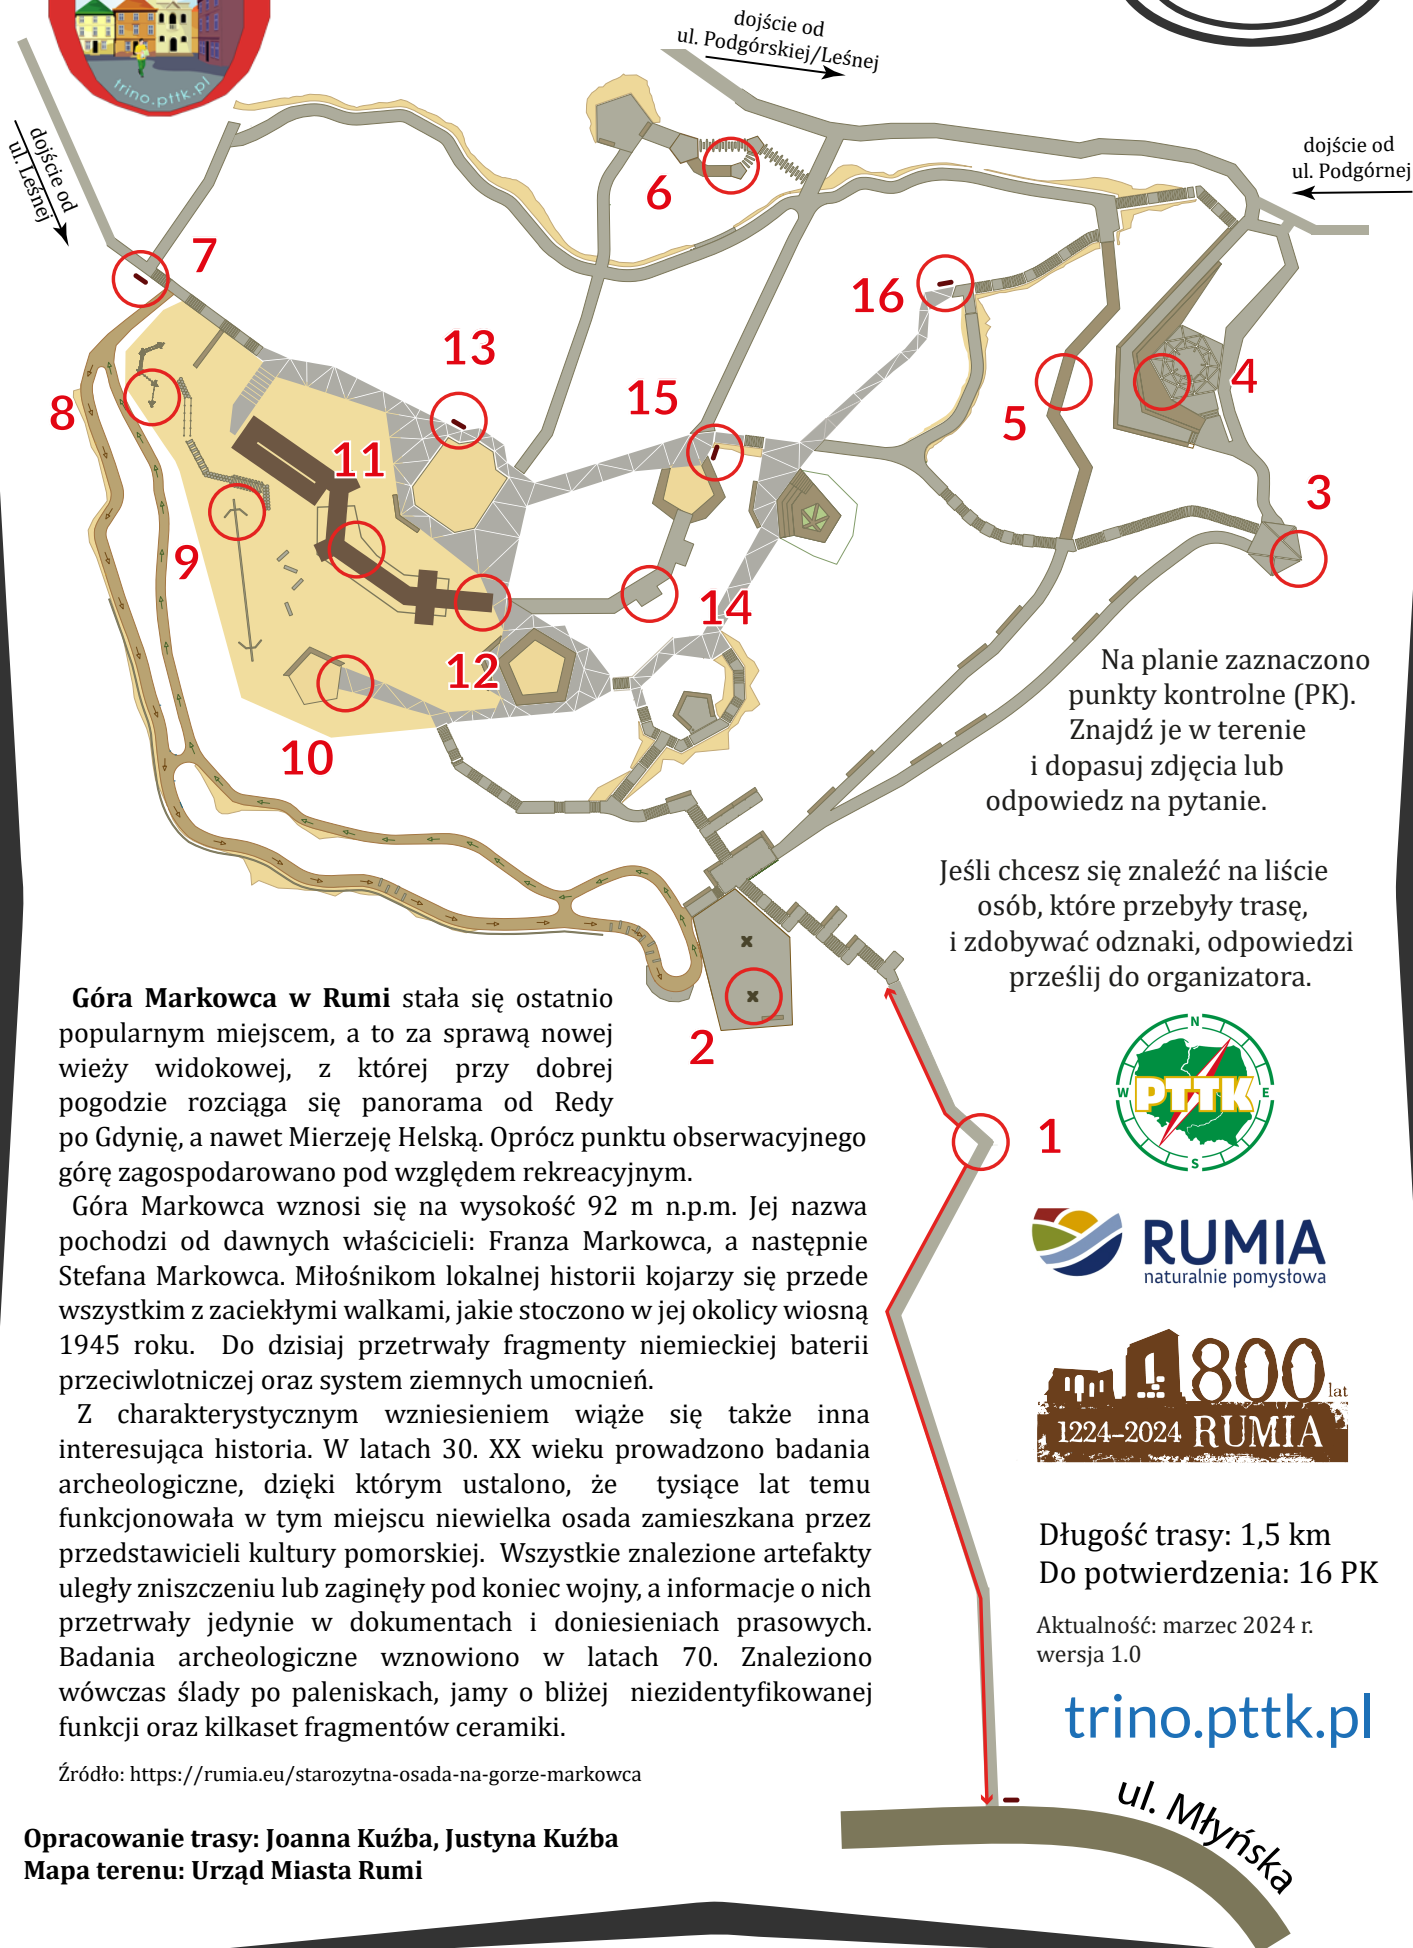 trino.pttk.pl
dojście od
ul. Podgórskiej/Leśnej
dojście od
ul. Leśnej
dojście od
ul. Podgórnej
6
7
16
13
8
15
4
5
11
3
9
14
12
10
Na planie zaznaczono
punkty kontrolne (PK).
Znajdź je w terenie
i dopasuj zdjęcia lub
odpowiedz na pytanie.
Jeśli chcesz się znaleźć na liście
osób, które przebyły trasę,
i zdobywać odznaki, odpowiedzi
prześlij do organizatora.
2
1
Góra Markowca w Rumi stała się ostatnio
popularnym miejscem, a to za sprawą nowej
wieży widokowej, z której przy dobrej
pogodzie rozciąga się panorama od Redy
po Gdynię, a nawet Mierzeję Helską. Oprócz punktu obserwacyjnego
górę zagospodarowano pod względem rekreacyjnym.
Góra Markowca wznosi się na wysokość 92 m n.p.m. Jej nazwa
pochodzi od dawnych właścicieli: Franza Markowca, a następnie
Stefana Markowca. Miłośnikom lokalnej historii kojarzy się przede
wszystkim z zaciekłymi walkami, jakie stoczono w jej okolicy wiosną
1945 roku. Do dzisiaj przetrwały fragmenty niemieckiej baterii
przeciwlotniczej oraz system ziemnych umocnień.
Z charakterystycznym wzniesieniem wiąże się także inna
interesująca historia. W latach 30. XX wieku prowadzono badania
archeologiczne, dzięki którym ustalono, że tysiące lat temu
funkcjonowała w tym miejscu niewielka osada zamieszkana przez
przedstawicieli kultury pomorskiej. Wszystkie znalezione artefakty
uległy zniszczeniu lub zaginęły pod koniec wojny, a informacje o nich
przetrwały jedynie w dokumentach i doniesieniach prasowych.
Badania archeologiczne wznowiono w latach 70. Znaleziono
wówczas ślady po paleniskach, jamy o bliżej niezidentyfikowanej
funkcji oraz kilkaset fragmentów ceramiki.
Źródło: https://rumia.eu/starozytna-osada-na-gorze-markowca
Opracowanie trasy: Joanna Kuźba, Justyna Kuźba
Mapa terenu: Urząd Miasta Rumi
N
W PTTK E
S
RUMIA
naturalnie pomysłowa
800 lat
1224–2024 RUMIA
Długość trasy: 1,5 km
Do potwierdzenia: 16 PK
Aktualność: marzec 2024 r.
wersja 1.0
trino.pttk.pl
ul. Młyńska